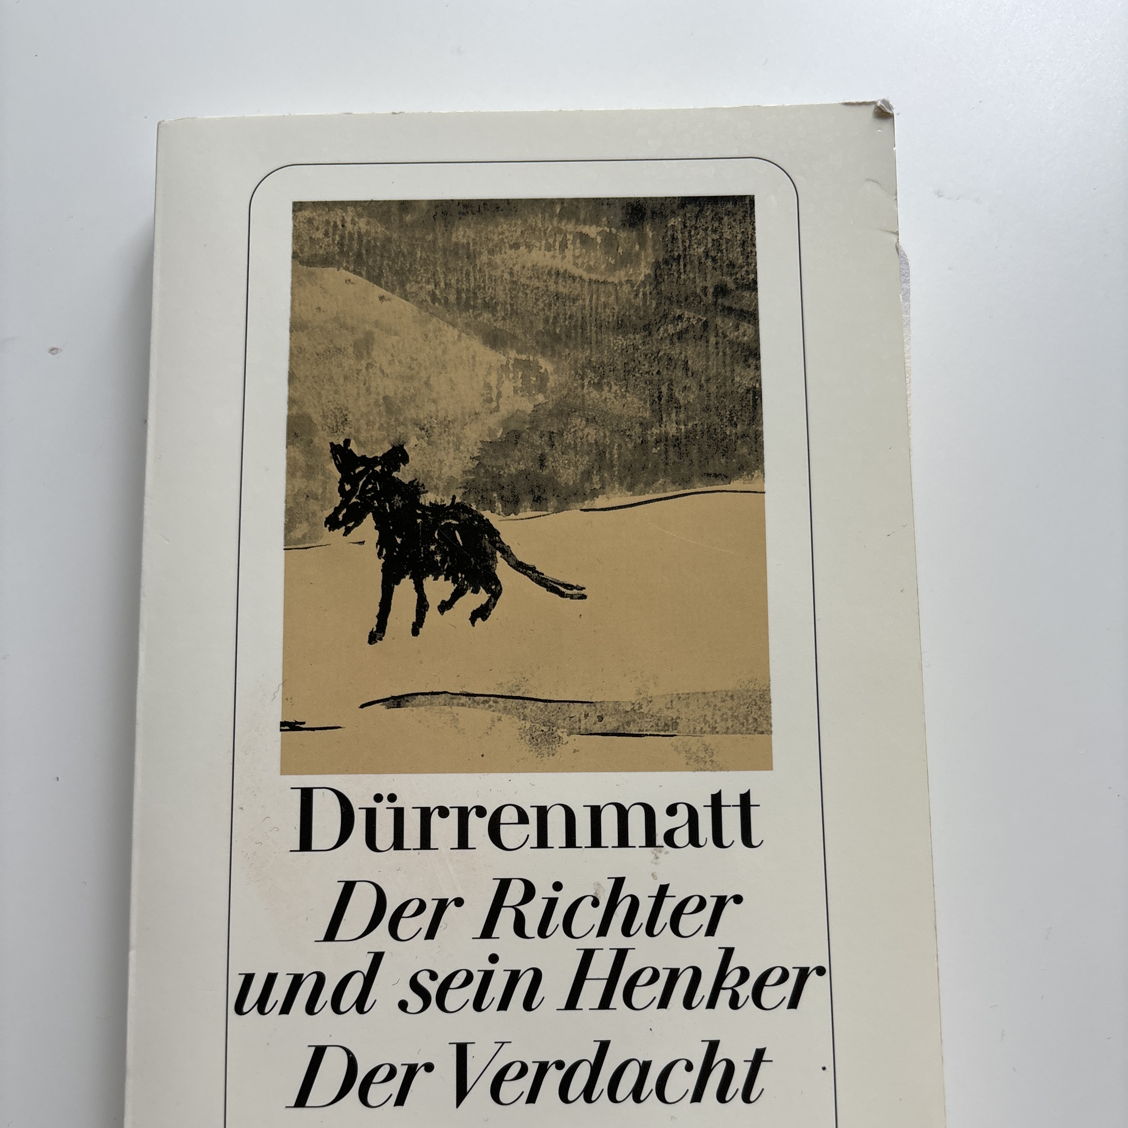 Dürrenmatt
Der Richter
und sein Henker
Der Verdacht